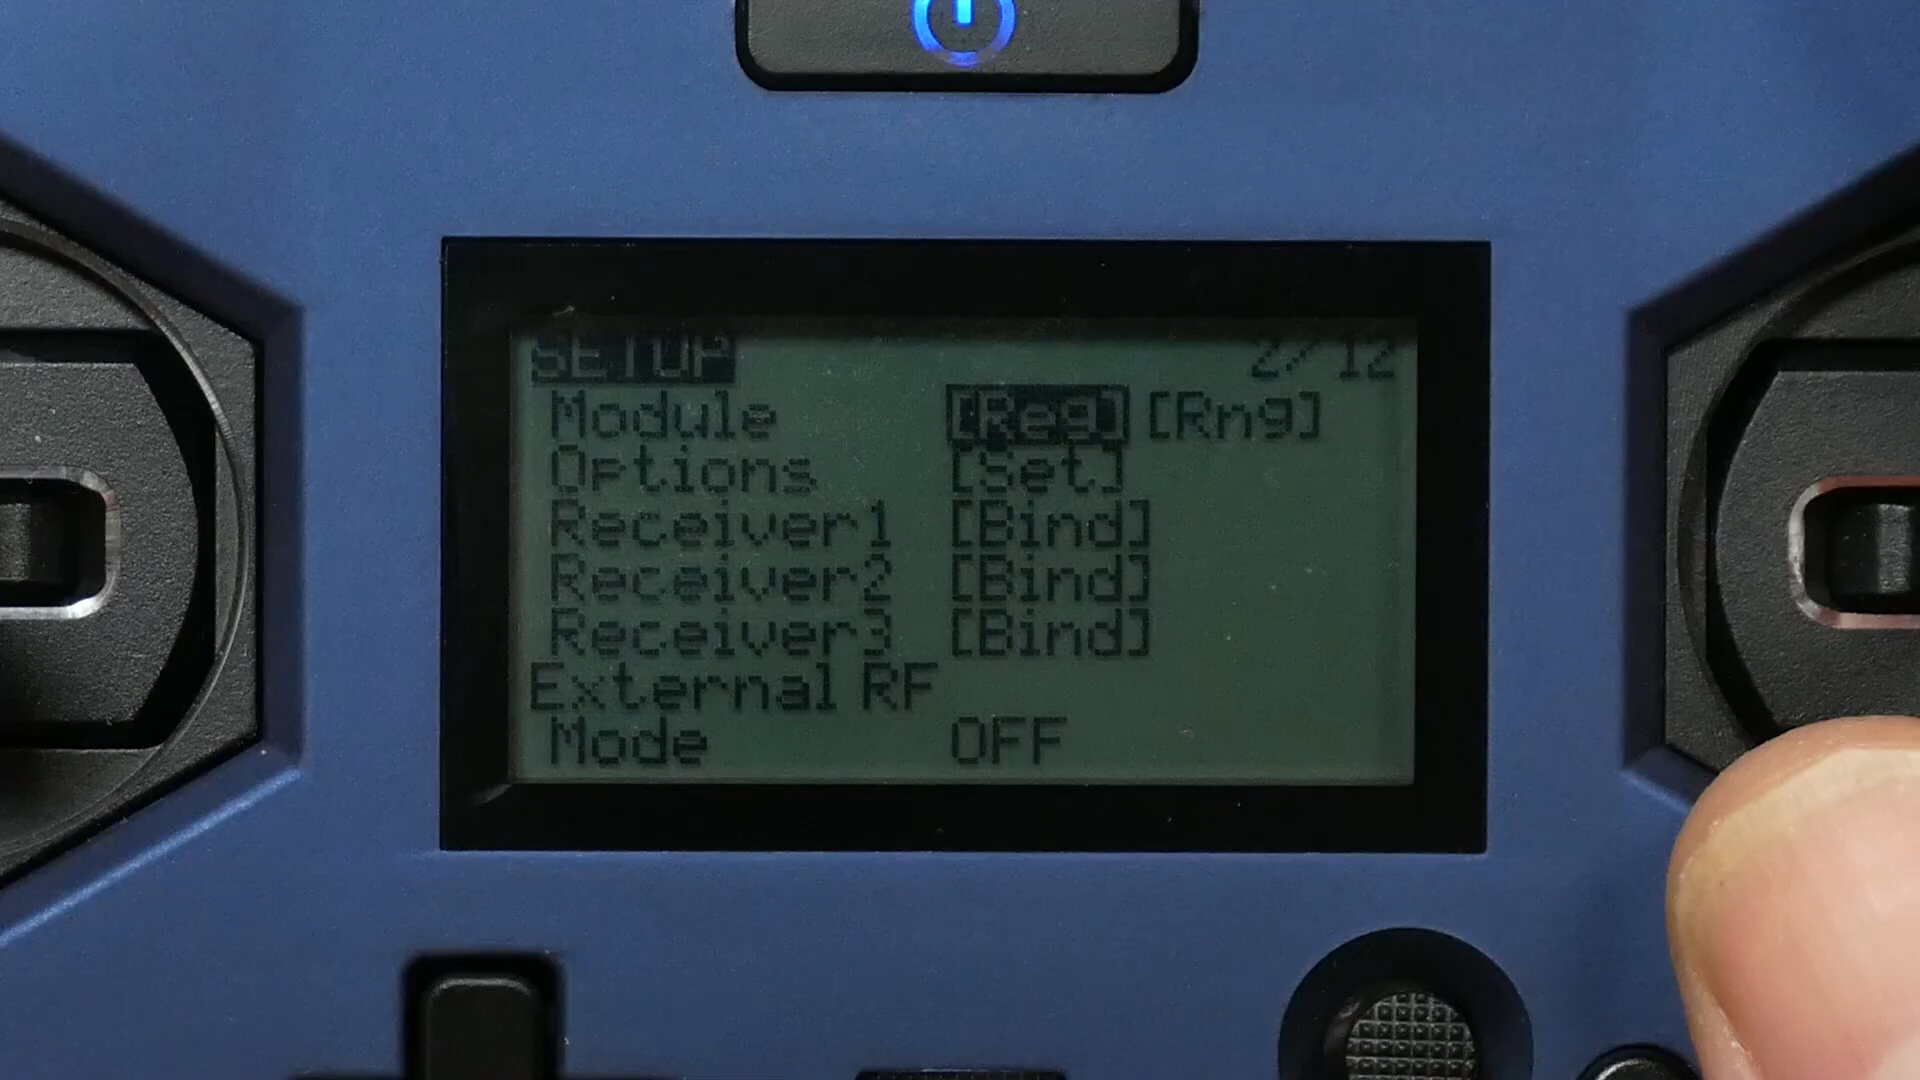 SETUP 2/12
Module [Reg] [Rng]
Options [Set]
Receiver1 [Bind]
Receiver2 [Bind]
Receiver3 [Bind]
External RF
Mode OFF